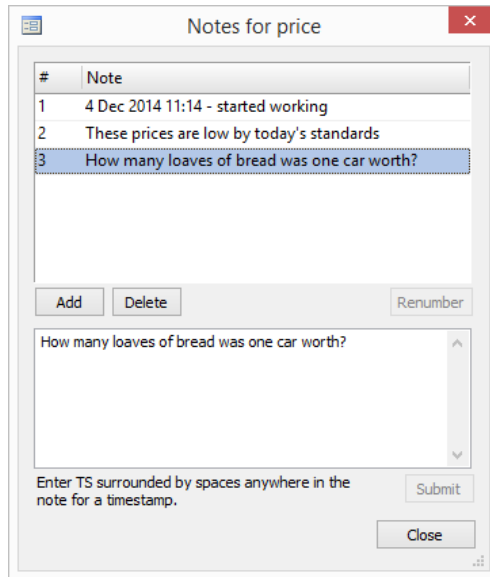 Notes for price
# Note
1 4 Dec 2014 11:14 - started working
2 These prices are low by today's standards
3 How many loaves of bread was one car worth?
Add Delete Renumber
How many loaves of bread was one car worth?
Enter TS surrounded by spaces anywhere in the
note for a timestamp.
Submit
Close